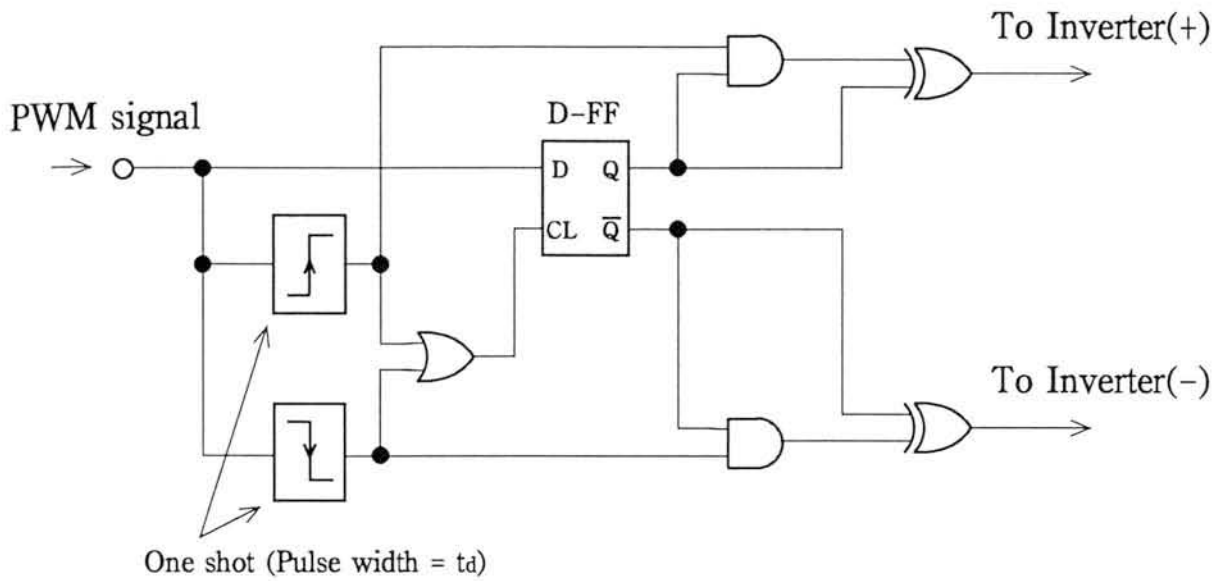 To Inverter(+)
PWM signal
D-FF
D Q
CL Q̅
To Inverter(-)
One shot (Pulse width = td)